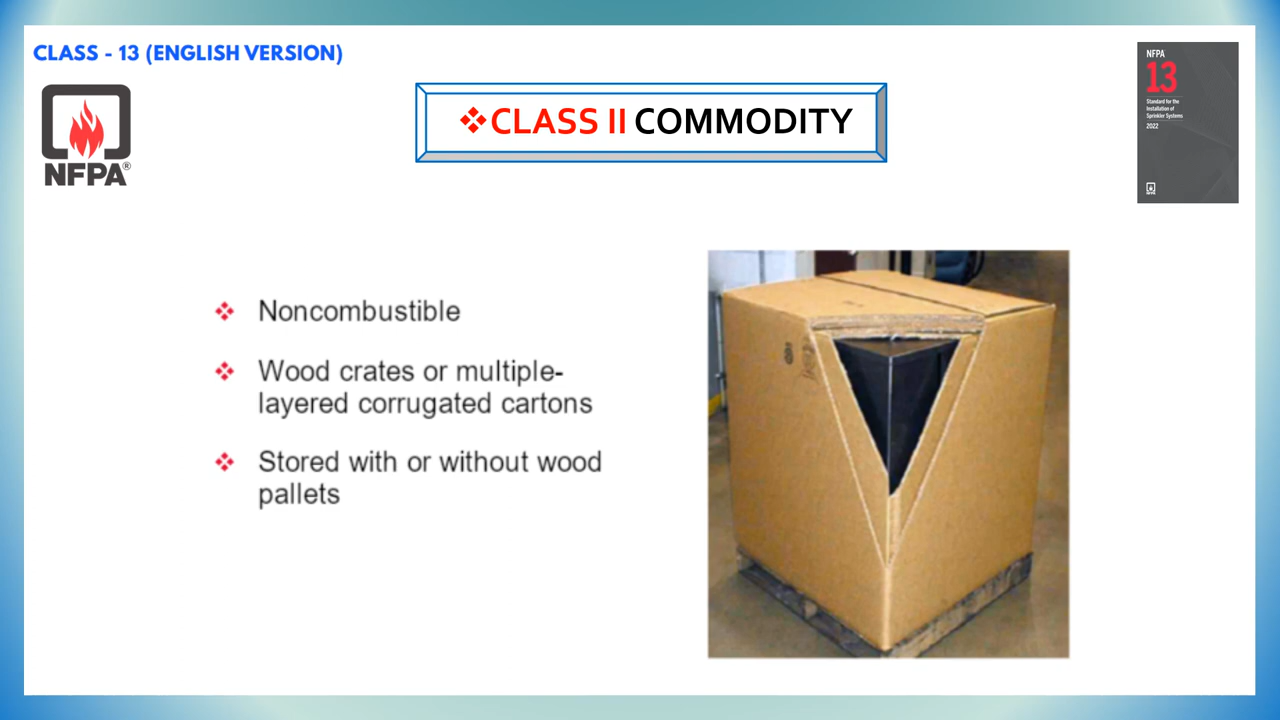 CLASS - 13 (ENGLISH VERSION)
NFPA®
❖CLASS II COMMODITY
NFPA
13
Standard for the
Installation of
Sprinkler Systems
2022
❖ Noncombustible
❖ Wood crates or multiple-
layered corrugated cartons
❖ Stored with or without wood
pallets